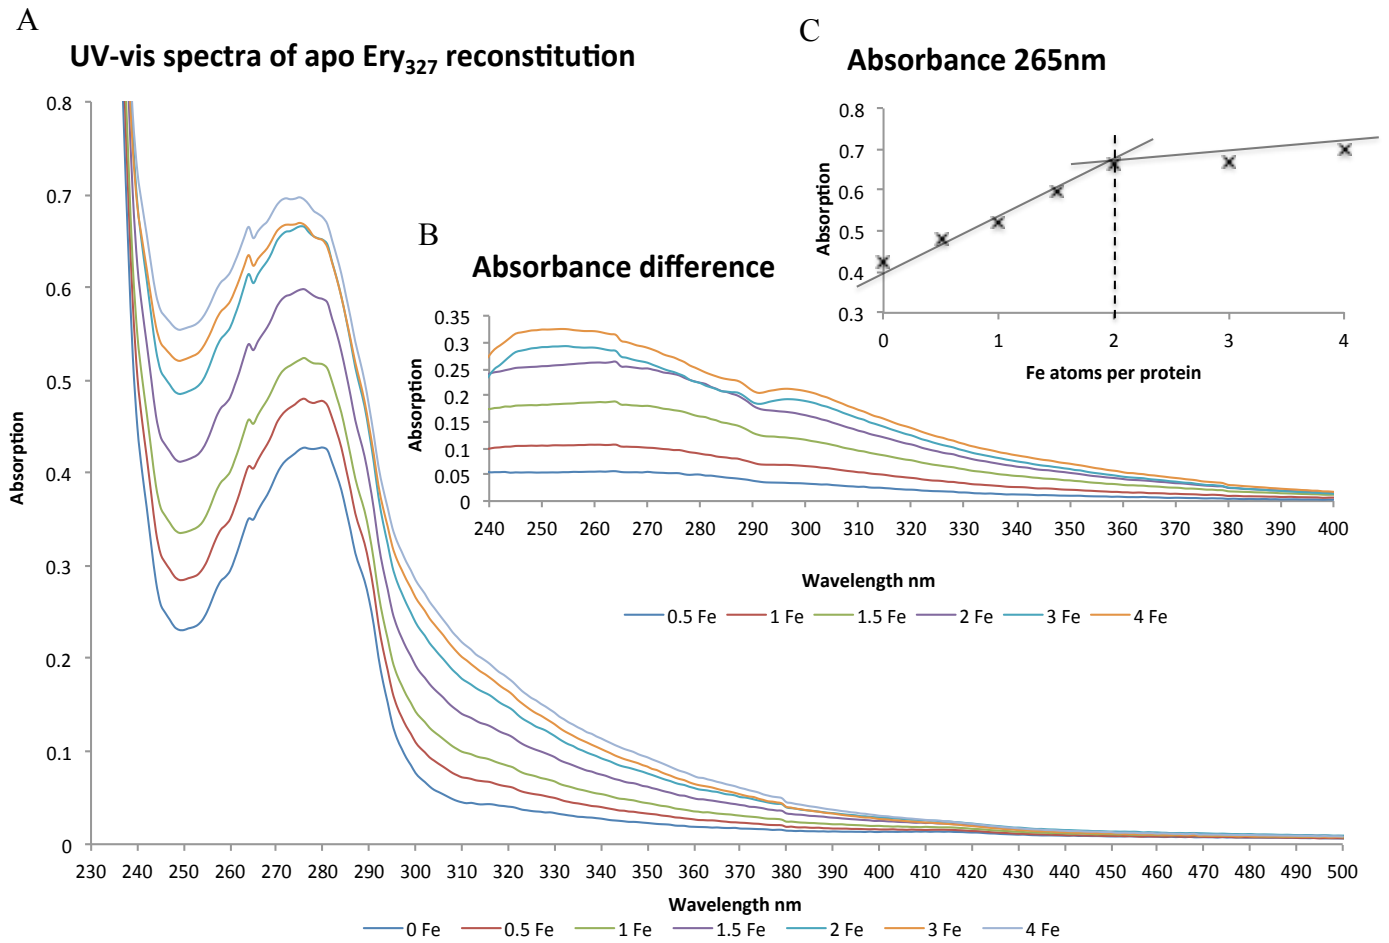 A
UV-vis spectra of apo Ery327 reconstitution
0.8
0.7
0.6
0.5
0.4
0.3
0.2
0.1
0
Absorption
230 240 250 260 270 280 290 300 310 320 330 340 350 360 370 380 390 400 410 420 430 440 450 460 470 480 490 500
Wavelength nm
0 Fe 0.5 Fe 1 Fe 1.5 Fe 2 Fe 3 Fe 4 Fe
B
Absorbance difference
0.35
0.3
0.25
0.2
0.15
0.1
0.05
0
Absorption
240 250 260 270 280 290 300 310 320 330 340 350 360 370 380 390 400
Wavelength nm
0.5 Fe 1 Fe 1.5 Fe 2 Fe 3 Fe 4 Fe
C
Absorbance 265nm
0.8
0.7
0.6
0.5
0.4
0.3
Absorption
0 1 2 3 4
Fe atoms per protein